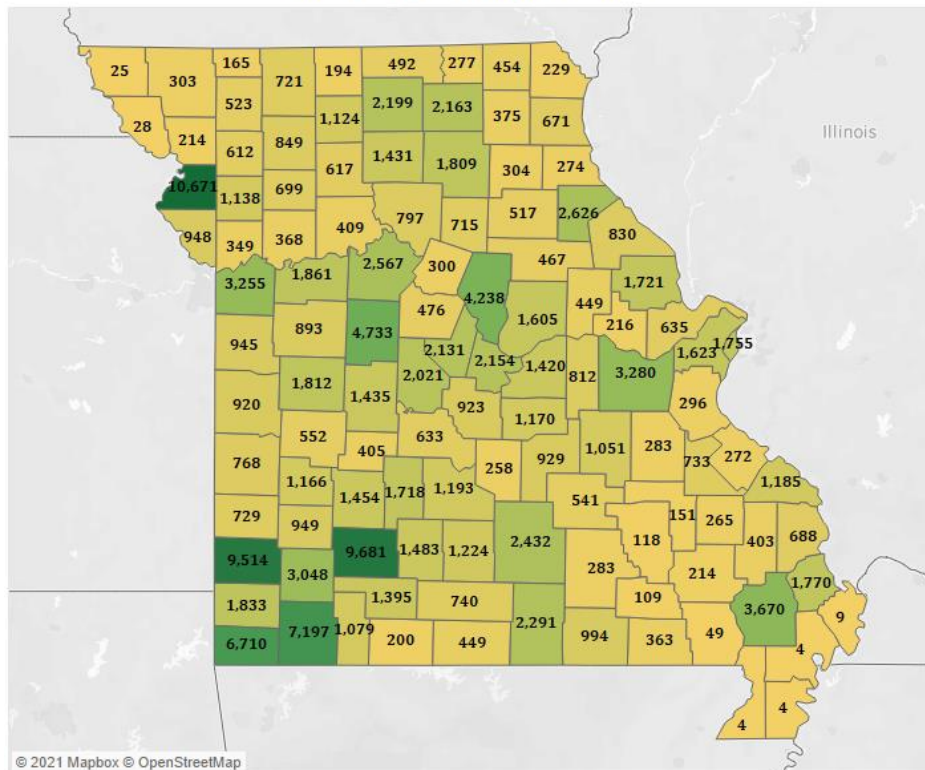 165 721 194 492 277 454 229
25 303
523 1,124 2,199 2,163 375 671
28 214 Illinois
612 849 617 1,431 1,809 304 274
10,671 1,138 699
948 349 368 409 797 715 517 2,626 830
3,255 1,861 2,567 300 4,238 467 1,721
945 893 4,733 476 1,605 449 216 635
2,131 2,154 1,420 812 3,280 1,623 1,755
920 1,812 1,435 2,021 923 1,170 296
552 405 633 258 929 1,051 283 733 272
768 1,166 1,454 1,718 1,193 541 1,185
729 949 151 265 403 688
9,514 3,048 9,681 1,483 1,224 2,432 283 118 214 1,770
1,833 1,395 740 109 3,670 9
6,710 7,197 1,079 200 449 2,291 994 363 49 4
4 4
© 2021 Mapbox © OpenStreetMap